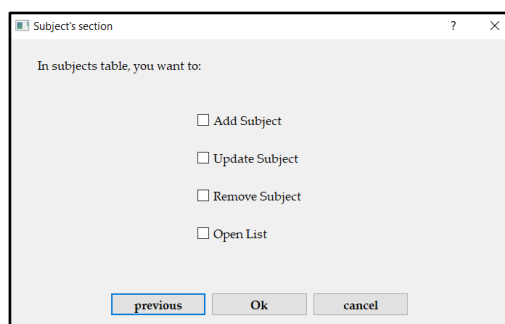 Subject's section ?
In subjects table, you want to:
Add Subject
Update Subject
Remove Subject
Open List
previous Ok cancel